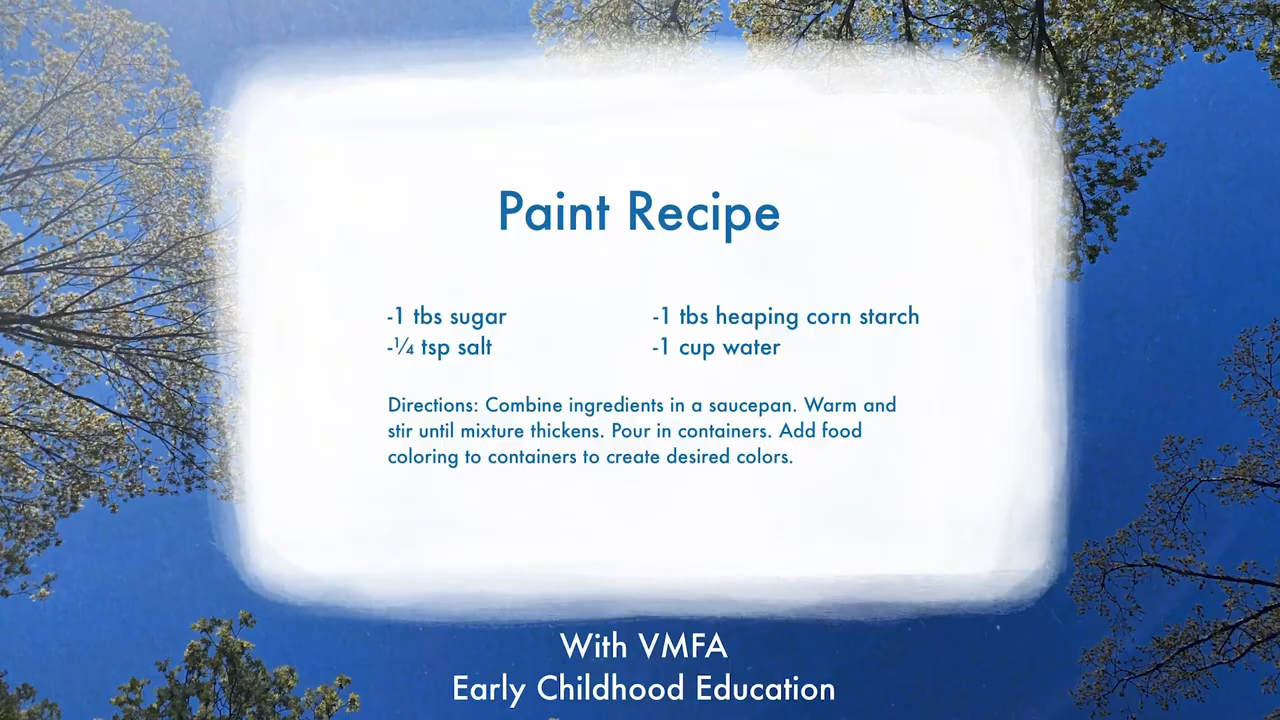 Paint Recipe
-1 tbs sugar
-¼ tsp salt
-1 tbs heaping corn starch
-1 cup water
Directions: Combine ingredients in a saucepan. Warm and
stir until mixture thickens. Pour in containers. Add food
coloring to containers to create desired colors.
With VMFA
Early Childhood Education